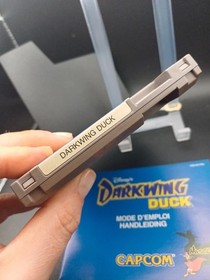 DARKWING DUCK
Disney's
DARKWING
DUCK
MODE D'EMPLOI
HANDLEIDING
CAPCOM